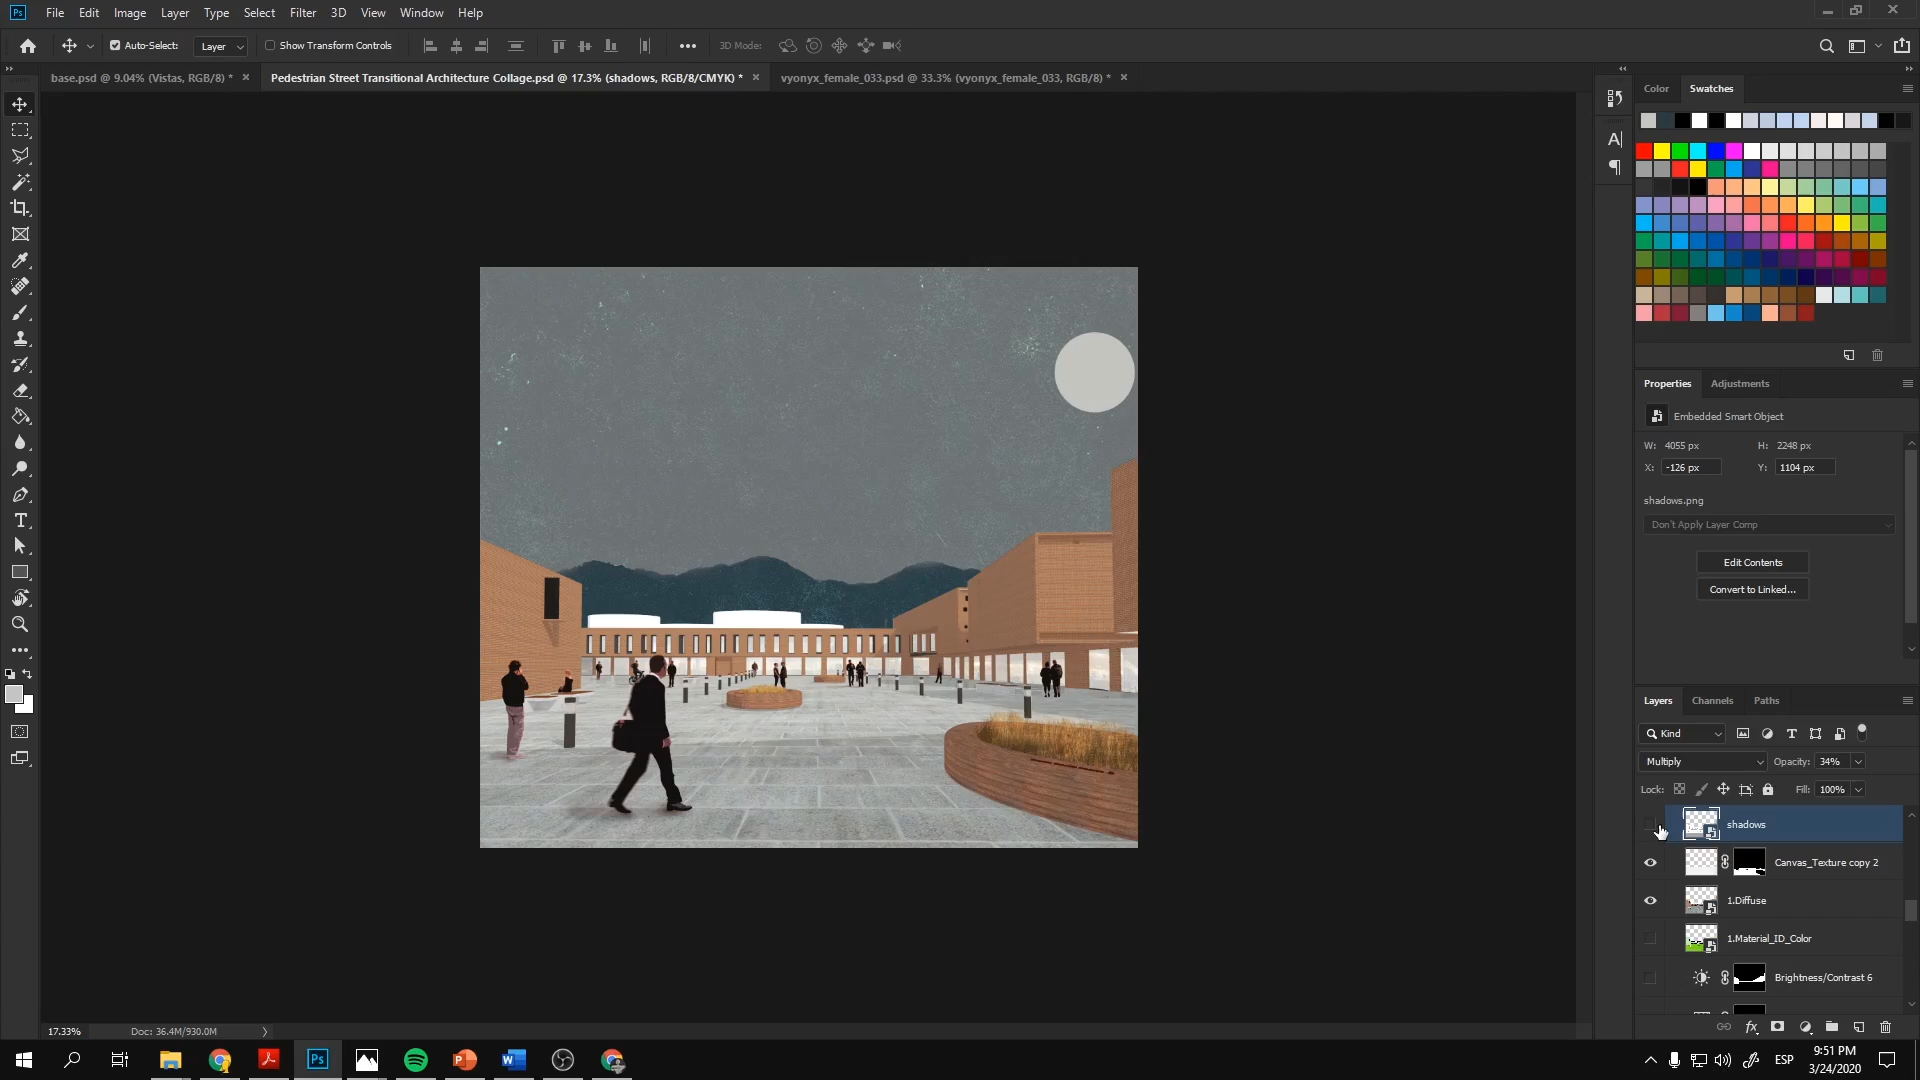 Ps File Edit Image Layer Type Select Filter 3D View Window Help
Auto-Select: Layer Show Transform Controls 3D Mode:
base.psd @ 9.04% (Vistas, RGB/8) * Pedestrian Street Transitional Architecture Collage.psd @ 17.3% (shadows, RGB/8/CMYK) * vyonyx_female_033.psd @ 33.3% (vyonyx_female_033, RGB/8) *
Color Swatches
Properties Adjustments
Embedded Smart Object
W: 4055 px H: 2248 px
X: -126 px Y: 1104 px
shadows.png
Don't Apply Layer Comp
Edit Contents
Convert to Linked...
Layers Channels Paths
Kind
Multiply Opacity: 34%
Lock: Fill: 100%
shadows
Canvas_Texture copy 2
1.Diffuse
1.Material_ID_Color
Brightness/Contrast 6
17.33% Doc: 36.4M/930.0M
ESP 9:51 PM
3/24/2020